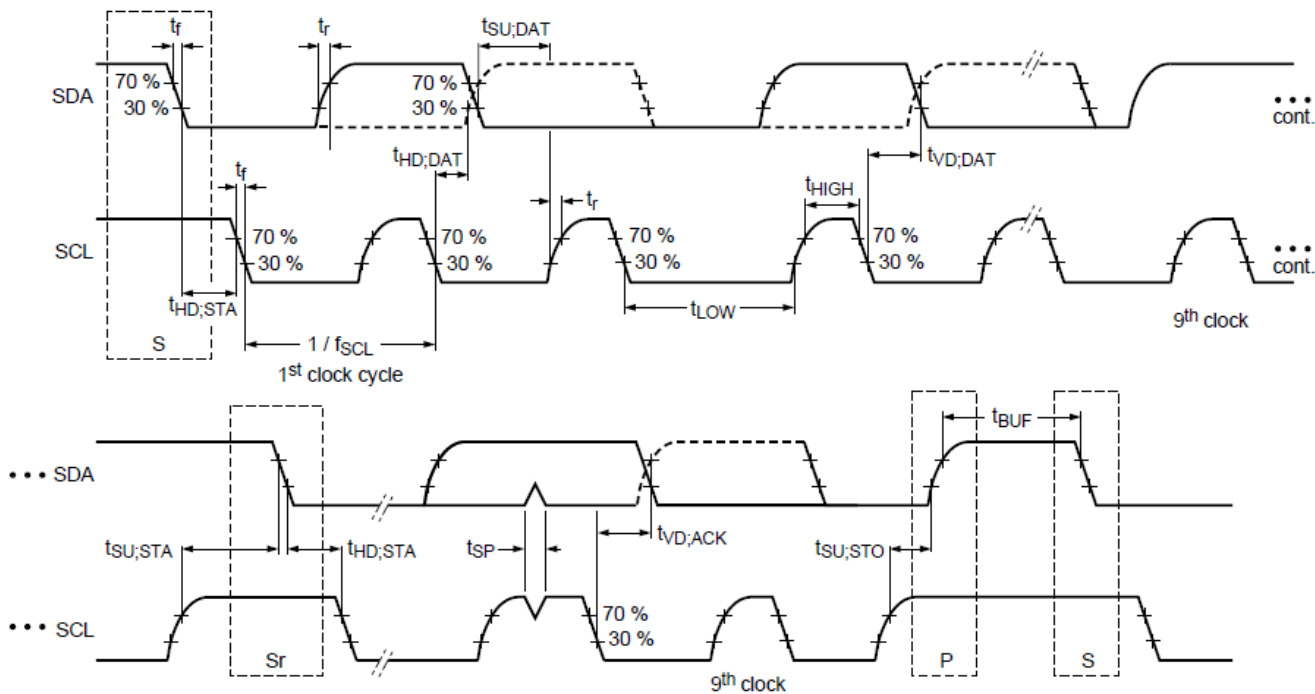 tf
tr
tSU;DAT
70 %
SDA
30 %
70 %
30 %
cont.
tHD;DAT
tVD;DAT
tf
tr
tHIGH
SCL
70 %
30 %
70 %
30 %
70 %
30 %
70 %
30 %
cont.
tHD;STA
tLOW
9th clock
S
1 / fSCL
1st clock cycle
tBUF
••• SDA
tSU;STA
tHD;STA
tSP
tVD;ACK
tSU;STO
••• SCL
70 %
30 %
Sr
P
S
9th clock